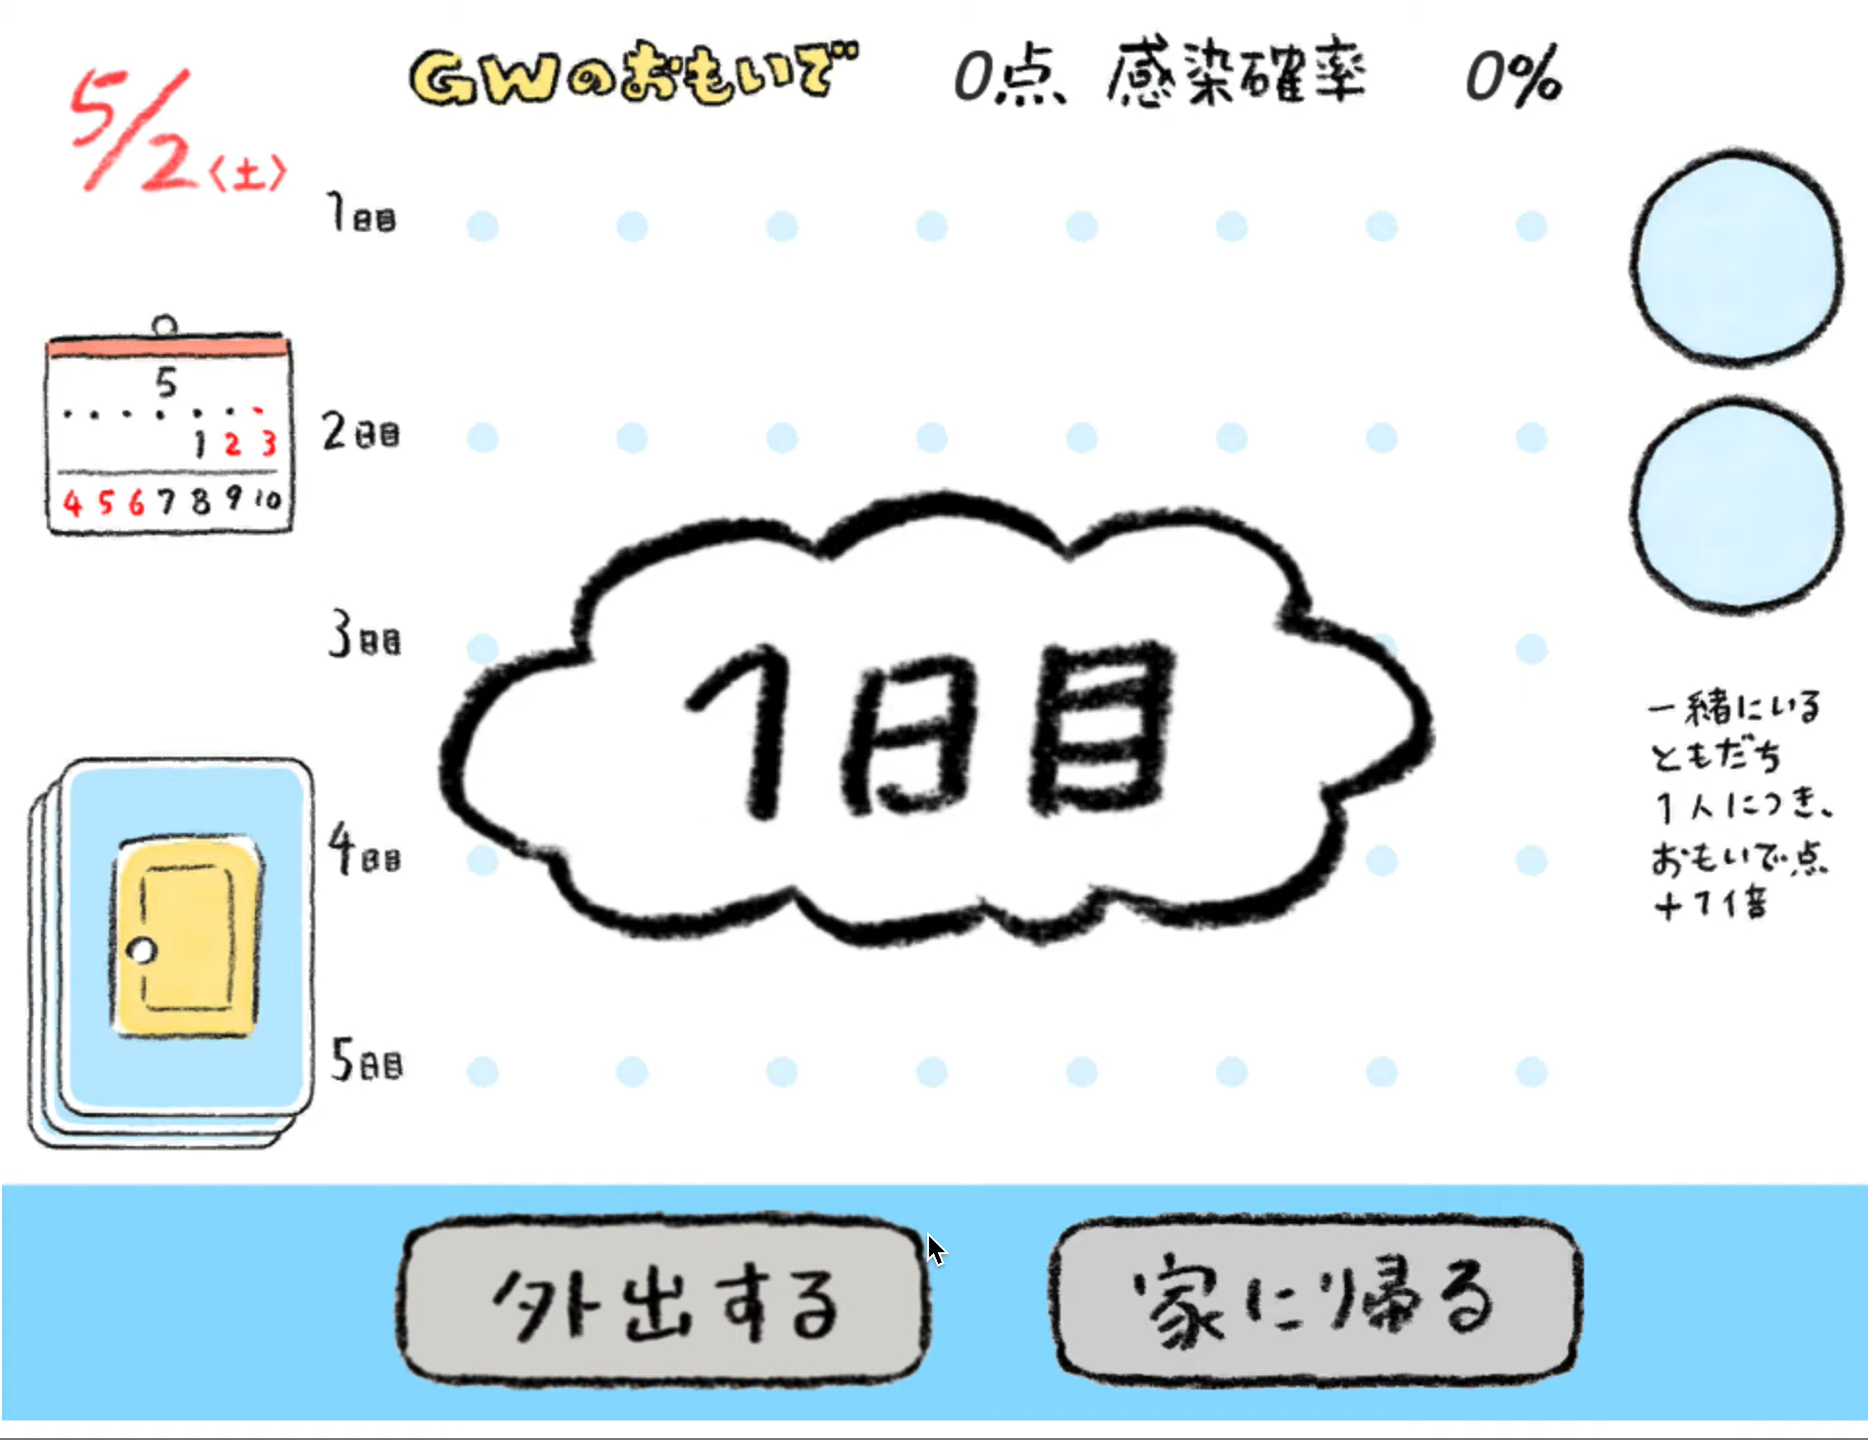 5/2〈土〉
GWのおもいで 0点 感染確率 0%
1日目
2日目
3日目
4日目
5日目
5
1 2 3
4 5 6 7 8 9 10
1日目
一緒にいる
ともだち
1人につき、
おもいで点
+1倍
外出する
家に帰る